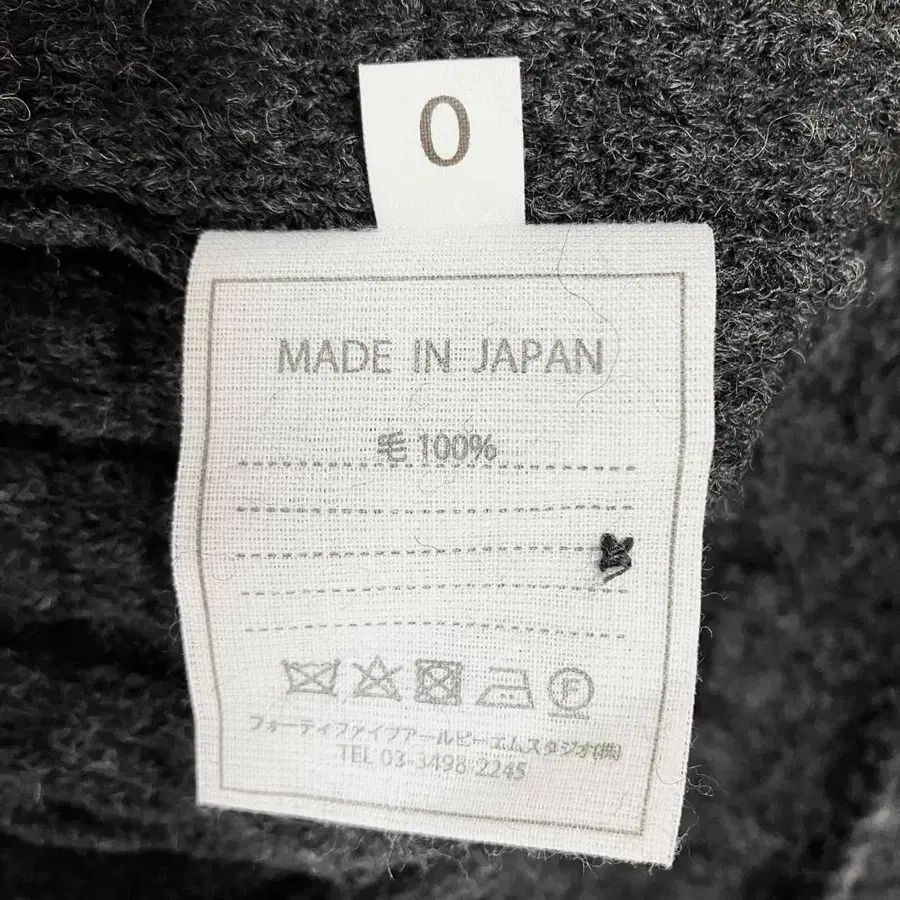 0
MADE IN JAPAN
毛 100%
F
フォーティファイブアールピーエムスタジオ(株)
TEL 03-3498-2245